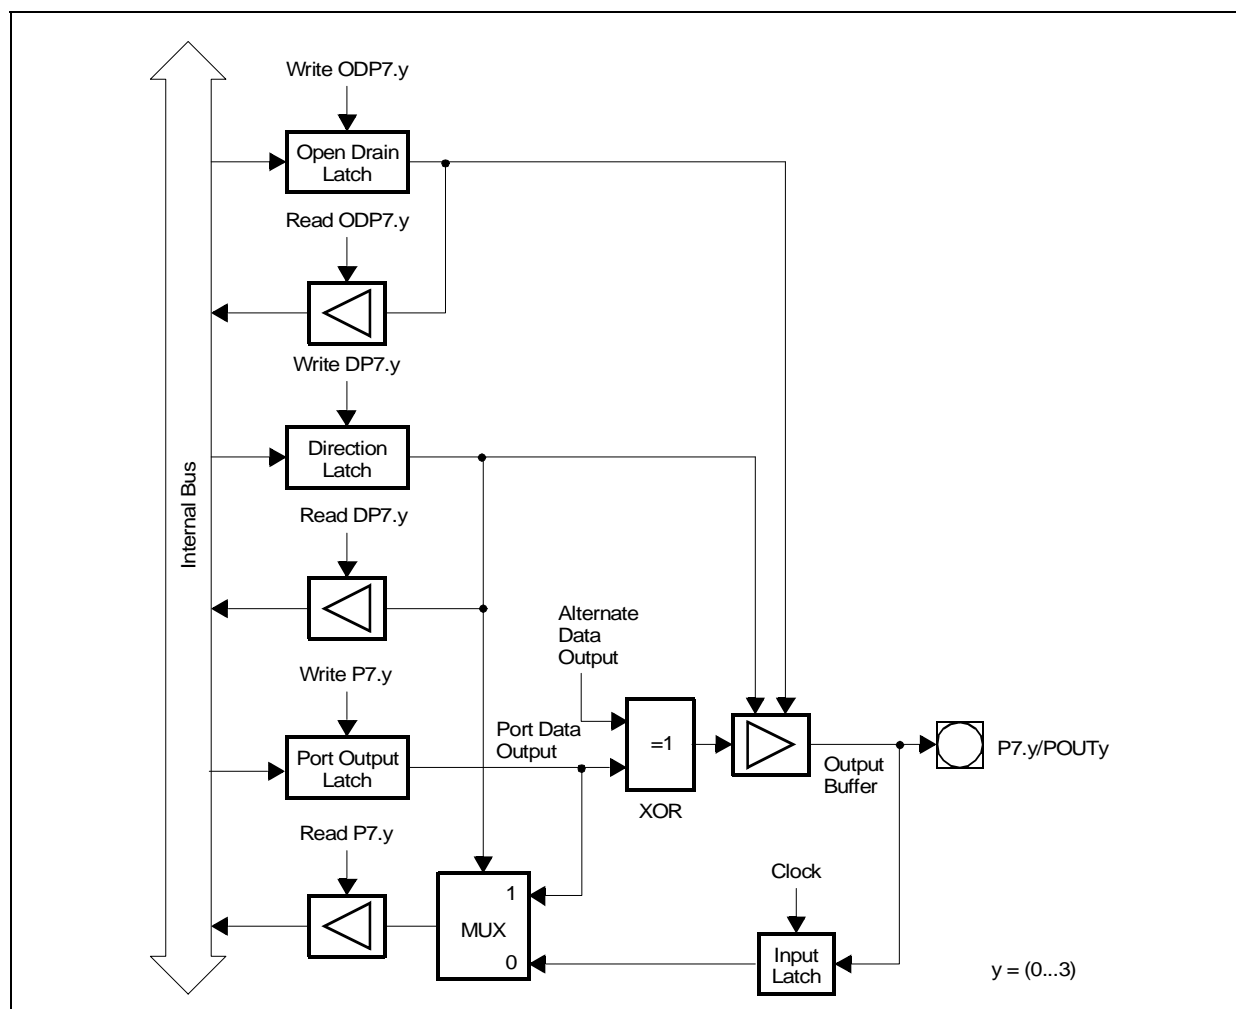 Write ODP7.y
Open Drain
Latch
Read ODP7.y
Write DP7.y
Direction
Latch
Internal Bus
Read DP7.y
Alternate
Data
Output
Write P7.y
Port Data
Output
=1
Port Output
Latch
P7.y/POUTy
Output
Buffer
XOR
Read P7.y
Clock
1
MUX
0
Input
Latch
y = (0...3)